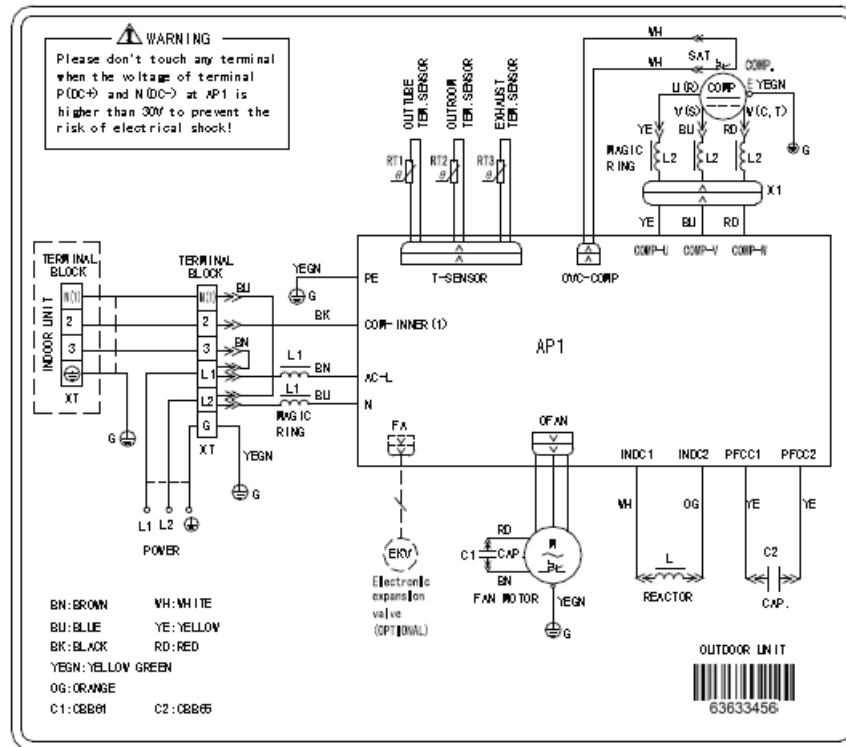 WARNING
Please don't touch any terminal
when the voltage of terminal
P(DC+) and N(DC-) at AP1 is
higher than 30V to prevent the
risk of electrical shock!
OUTTUBE
TEM.SENSOR
OUTROOM
TEM.SENSOR
EXHAUST
TEM.SENSOR
RT1
RT2
RT3
θ
θ
θ
WH
WH
SAT
COMP.
U(R)
COMP
E
YEGN
V(S)
W(C,T)
YE
BU
RD
G
MAGIC
RING
L2
L2
L2
X1
YE
BU
RD
COMP-U
COMP-V
COMP-W
T-SENSOR
OVC-COMP
PE
YEGN
G
INDOOR UNIT
TERMINAL
BLOCK
N(1)
2
3
XT
G
TERMINAL
BLOCK
N(1)
2
3
L1
L2
G
XT
BU
BK
BN
COM-INNER(1)
L1
BN
AC-L
L1
BU
N
MAGIC
RING
YEGN
G
L1
L2
POWER
AP1
FA
EKV
Electronic
expansion
valve
(OPTIONAL)
OFAN
RD
C1
CAP.
BN
M
FAN MOTOR
YEGN
G
INDC1
INDC2
PFCC1
PFCC2
WH
OG
YE
YE
L
REACTOR
C2
CAP.
BN:BROWN
WH:WHITE
BU:BLUE
YE:YELLOW
BK:BLACK
RD:RED
YEGN:YELLOW GREEN
OG:ORANGE
C1:CBB61
C2:CBB65
OUTDOOR UNIT
63633456